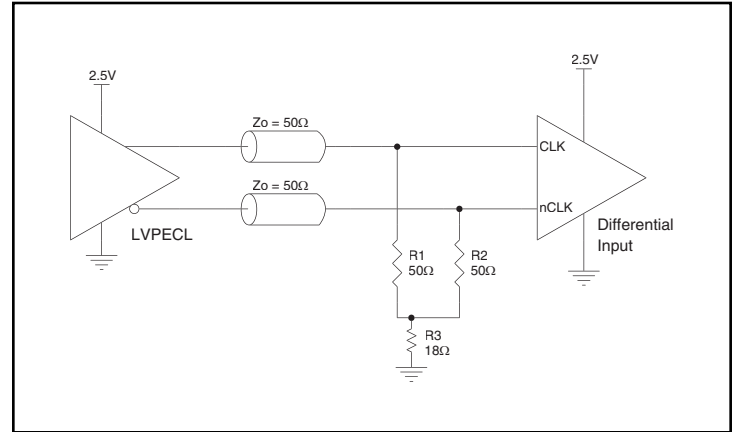 2.5V
2.5V
Zo = 50Ω
CLK
Zo = 50Ω
nCLK
LVPECL
Differential
Input
R1
50Ω
R2
50Ω
R3
18Ω